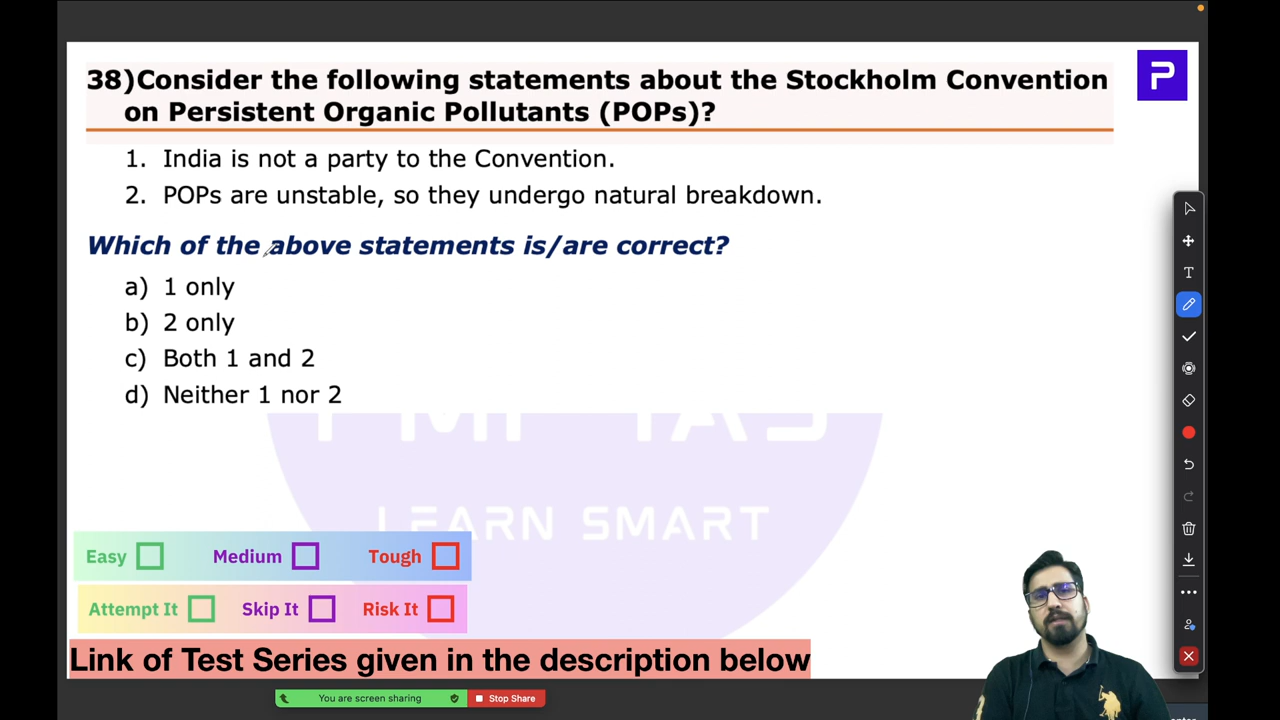 38)Consider the following statements about the Stockholm Convention
on Persistent Organic Pollutants (POPs)?
1. India is not a party to the Convention.
2. POPs are unstable, so they undergo natural breakdown.
Which of the above statements is/are correct?
a) 1 only
b) 2 only
c) Both 1 and 2
d) Neither 1 nor 2
LEARN SMART
Easy Medium Tough
Attempt It Skip It Risk It
Link of Test Series given in the description below
You are screen sharing Stop Share